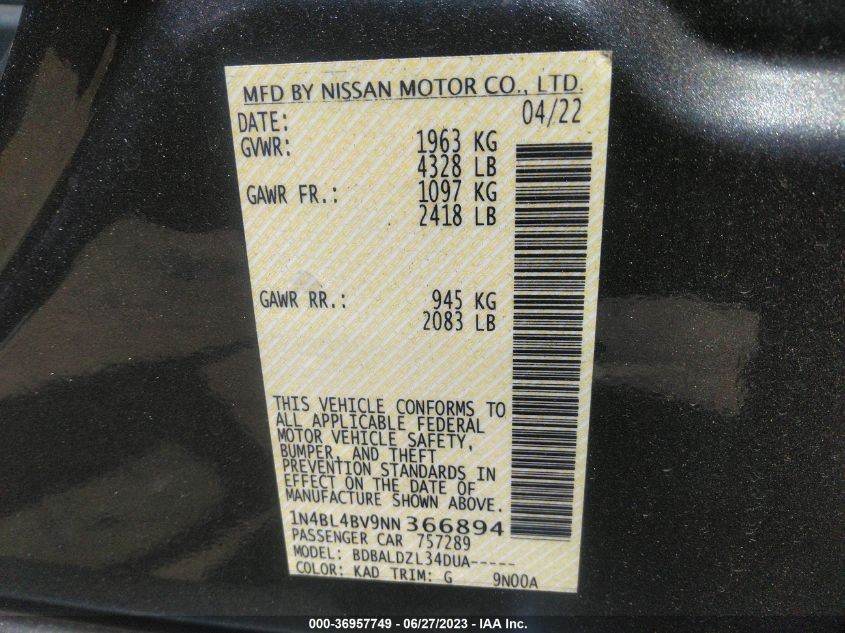 MFD BY NISSAN MOTOR CO., LTD.
DATE: 04/22
GVWR: 1963 KG
4328 LB
GAWR FR.: 1097 KG
2418 LB
GAWR RR.: 945 KG
2083 LB
THIS VEHICLE CONFORMS TO
ALL APPLICABLE FEDERAL
MOTOR VEHICLE SAFETY,
BUMPER, AND THEFT
PREVENTION STANDARDS IN
EFFECT ON THE DATE OF
MANUFACTURE SHOWN ABOVE.
1N4BL4BV9NN366894
PASSENGER CAR 757289
MODEL: BDBALDZL34DUA-----
COLOR: KAD TRIM: G 9N00A
000-36957749 - 06/27/2023 - IAA Inc.